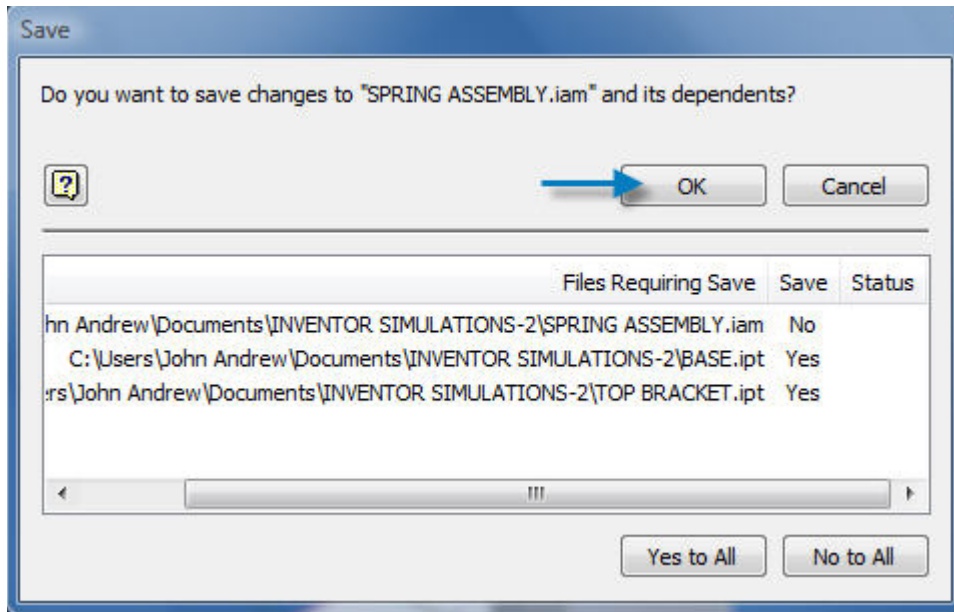 Save
Do you want to save changes to "SPRING ASSEMBLY.iam" and its dependents?
OK Cancel
Files Requiring Save Save Status
hn Andrew\Documents\INVENTOR SIMULATIONS-2\SPRING ASSEMBLY.iam No
C:\Users\John Andrew\Documents\INVENTOR SIMULATIONS-2\BASE.ipt Yes
rs\John Andrew\Documents\INVENTOR SIMULATIONS-2\TOP BRACKET.ipt Yes
Yes to All No to All